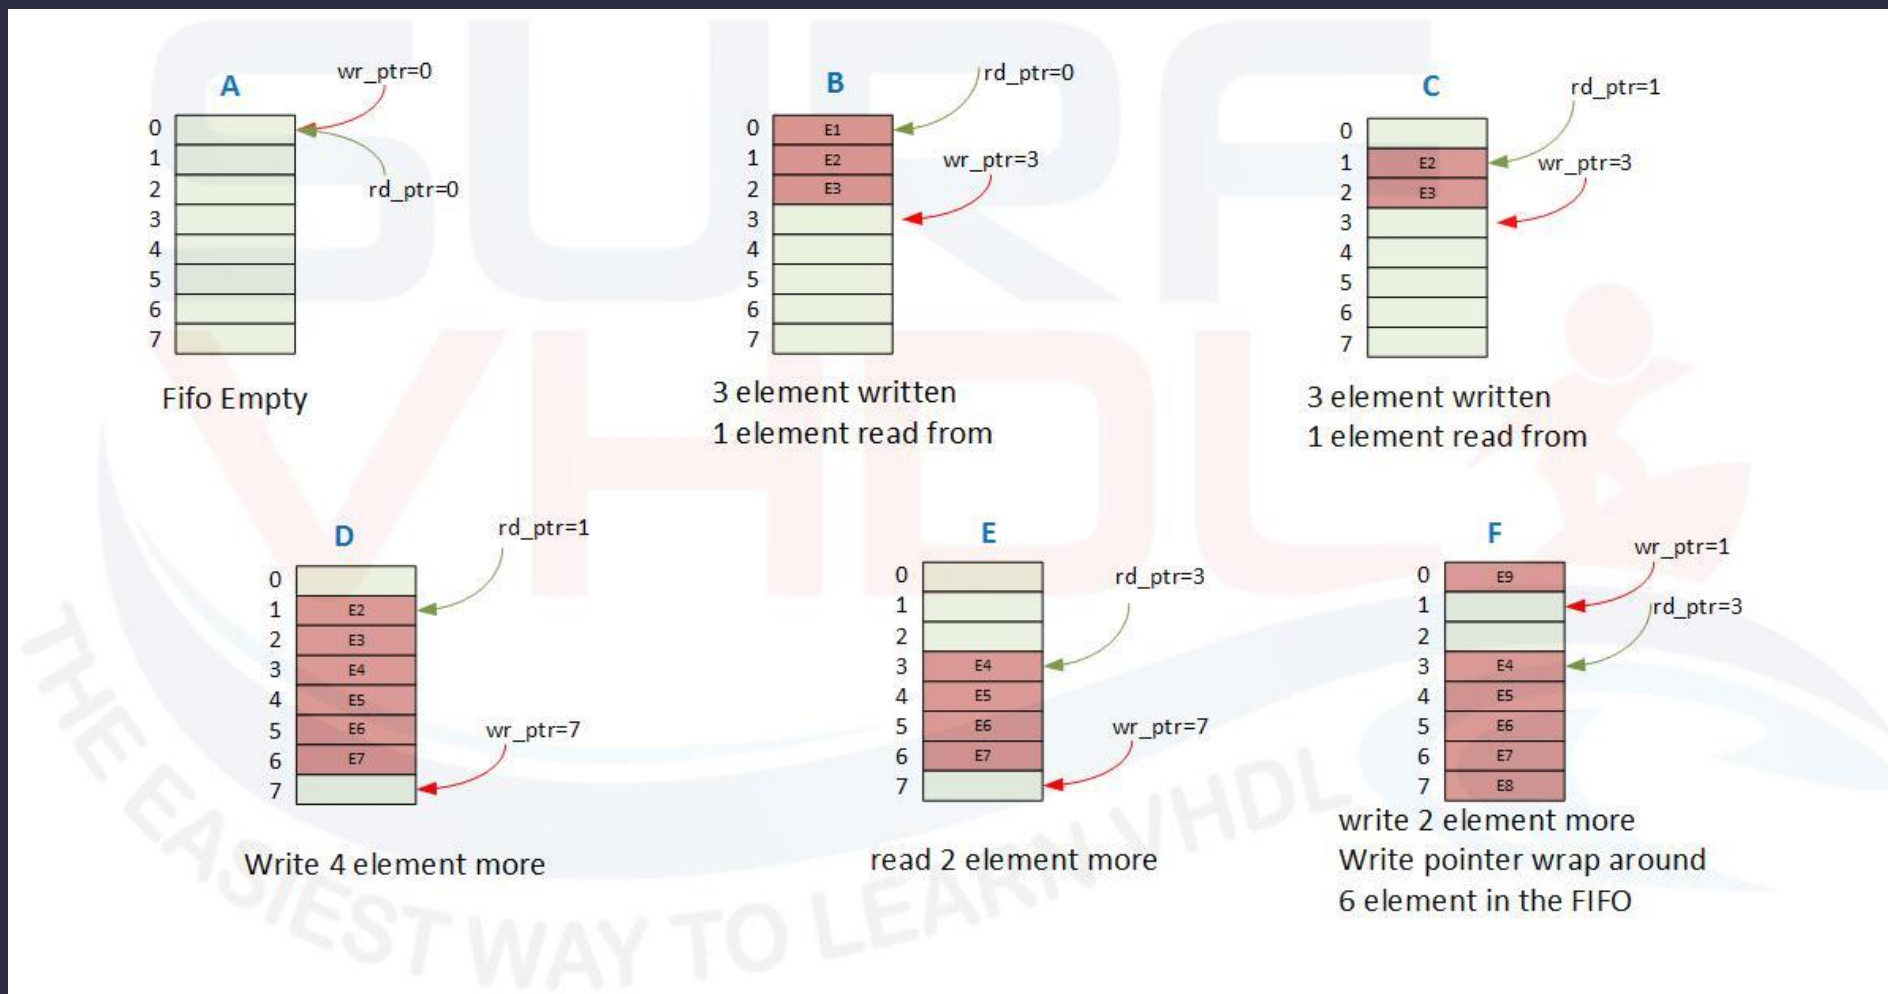 SURF
VHDL
THE EASIEST WAY TO LEARN VHDL
A
wr_ptr=0
rd_ptr=0
0
1
2
3
4
5
6
7
Fifo Empty
B
rd_ptr=0
wr_ptr=3
0 E1
1 E2
2 E3
3
4
5
6
7
3 element written
1 element read from
C
rd_ptr=1
wr_ptr=3
0
1 E2
2 E3
3
4
5
6
7
3 element written
1 element read from
D
rd_ptr=1
0
1 E2
2 E3
3 E4
4 E5
5 E6
6 E7
7
wr_ptr=7
Write 4 element more
E
rd_ptr=3
0
1
2
3 E4
4 E5
5 E6
6 E7
7
wr_ptr=7
read 2 element more
F
wr_ptr=1
rd_ptr=3
0 E9
1
2
3 E4
4 E5
5 E6
6 E7
7 E8
write 2 element more
Write pointer wrap around
6 element in the FIFO